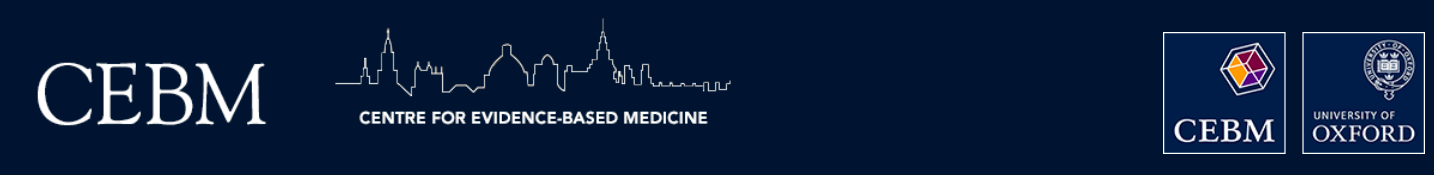 CEBM
CENTRE FOR EVIDENCE-BASED MEDICINE
CEBM
UNIVERSITY OF
OXFORD